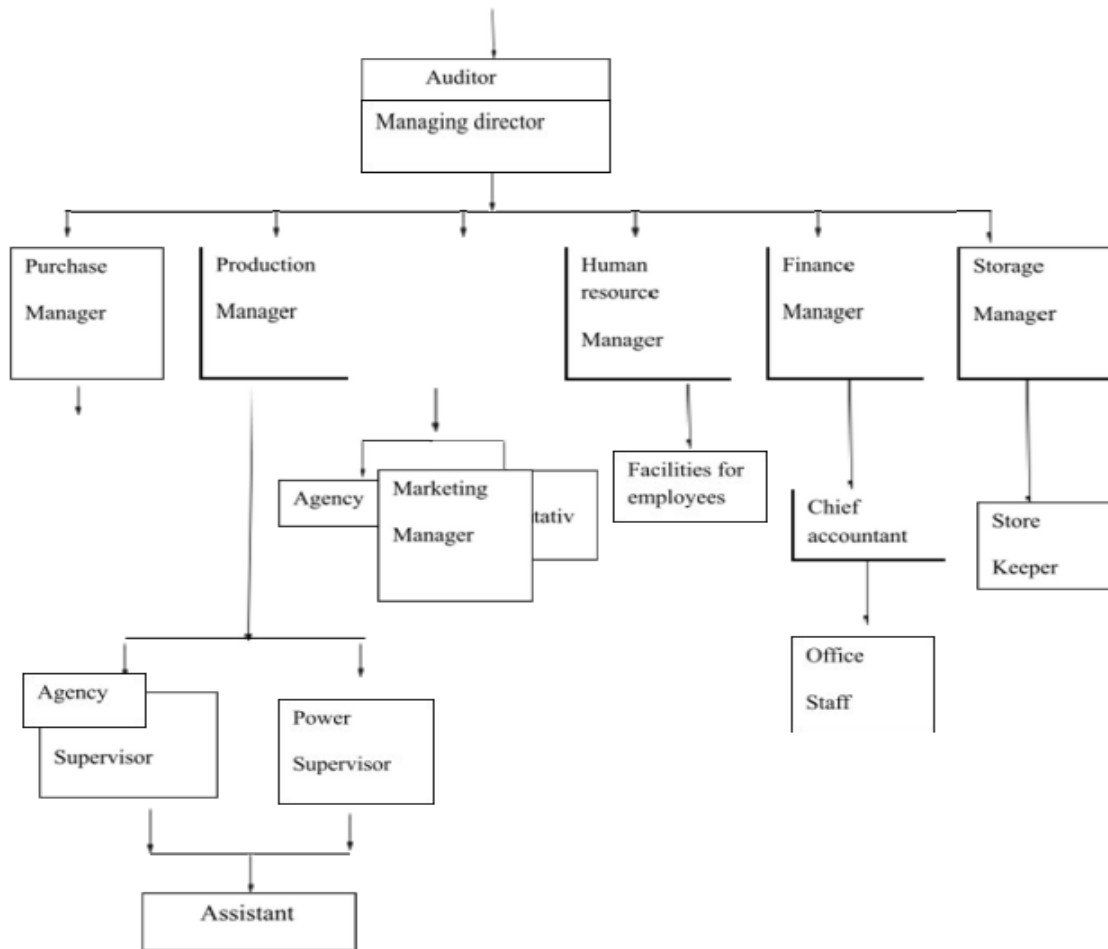 Auditor
Managing director
Purchase
Manager
Production
Manager
Human
resource
Manager
Finance
Manager
Storage
Manager
Agency
Marketing
Manager
tativ
Facilities for
employees
Chief
accountant
Store
Keeper
Office
Staff
Agency
Supervisor
Power
Supervisor
Assistant